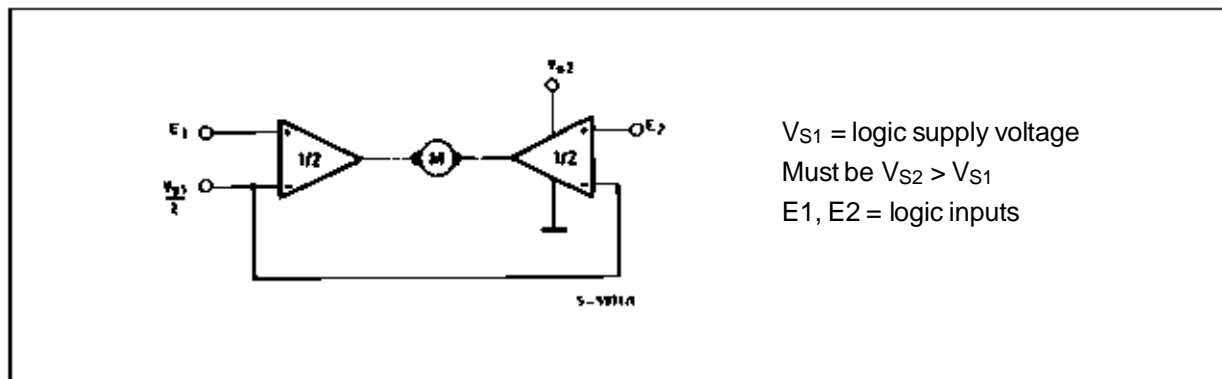 Vs2
E1
E2
1/2
M
1/2
Vs1
2
VS1 = logic supply voltage
Must be VS2 > VS1
E1, E2 = logic inputs